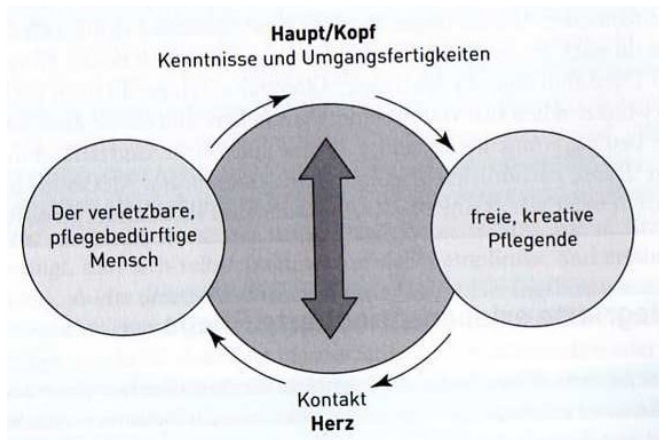 Haupt/Kopf
Kenntnisse und Umgangsfertigkeiten
Der verletzbare,
pflegebedürftige
Mensch
freie, kreative
Pflegende
Kontakt
Herz